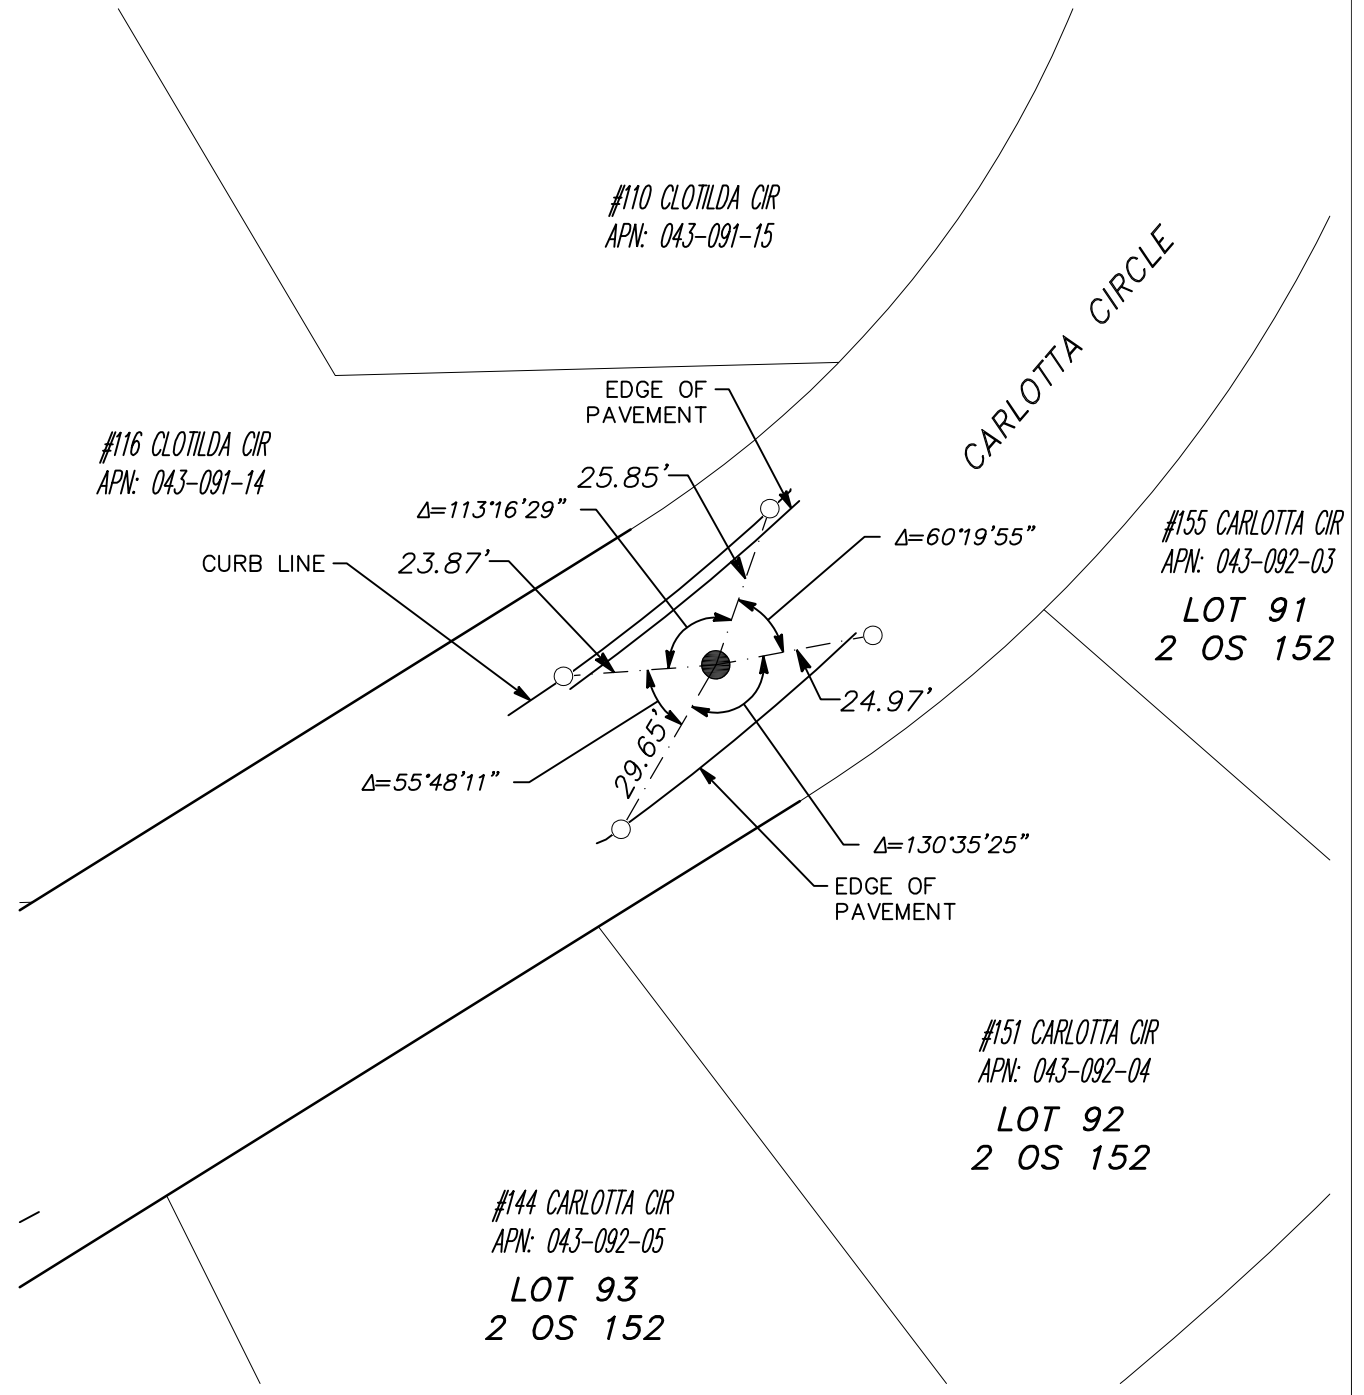 #110 CLOTILDA CIR
APN: 043-091-15
CARLOTTA CIRCLE
EDGE OF
PAVEMENT
#116 CLOTILDA CIR
APN: 043-091-14
25.85'
Δ=113°16'29"
CURB LINE
23.87'
Δ=60°19'55"
#155 CARLOTTA CIR
APN: 043-092-03
LOT 91
2 OS 152
24.97'
29.65'
Δ=55°48'11"
Δ=130°35'25"
EDGE OF
PAVEMENT
#151 CARLOTTA CIR
APN: 043-092-04
LOT 92
2 OS 152
#144 CARLOTTA CIR
APN: 043-092-05
LOT 93
2 OS 152